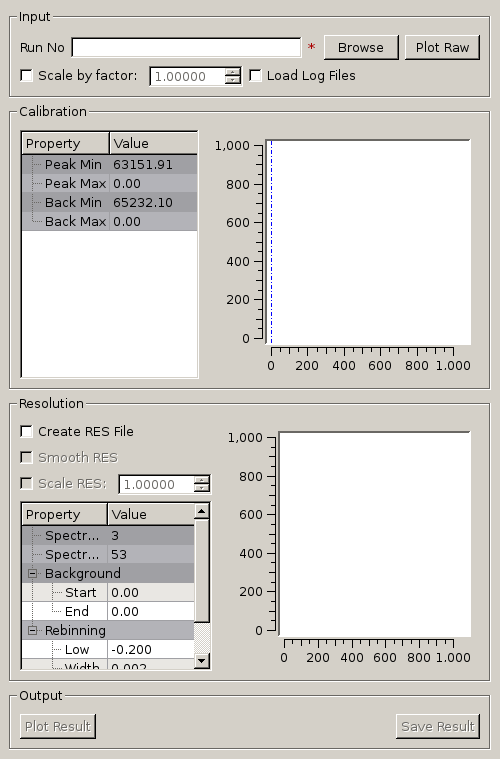 Input
Run No * Browse Plot Raw
Scale by factor: 1.00000 Load Log Files
Calibration
Property Value
Peak Min 63151.91
Peak Max 0.00
Back Min 65232.10
Back Max 0.00
1,000
800
600
400
200
0
0 200 400 600 800 1.000
Resolution
Create RES File
Smooth RES
Scale RES: 1.00000
Property Value
Spectr... 3
Spectr... 53
Background
Start 0.00
End 0.00
Rebinning
Low -0.200
Width 0.002
1,000
800
600
400
200
0
0 200 400 600 800 1.000
Output
Plot Result Save Result